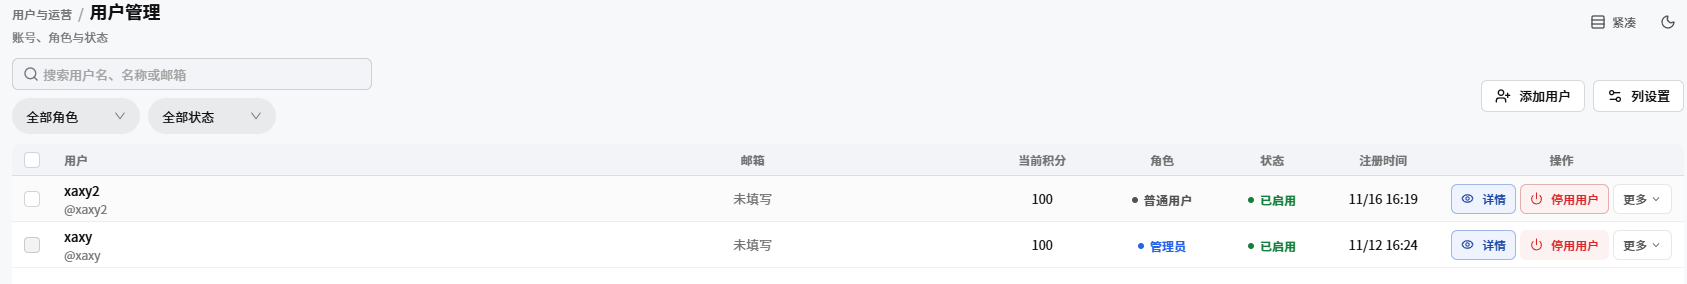 用户与运营 / 用户管理
账号、角色与状态
紧凑
搜索用户名、名称或邮箱
全部角色 全部状态
添加用户 列设置
用户 邮箱 当前积分 角色 状态 注册时间 操作
xaxy2
@xaxy2
未填写 100 普通用户 已启用 11/16 16:19 详情 停用用户 更多
xaxy
@xaxy
未填写 100 管理员 已启用 11/12 16:24 详情 停用用户 更多